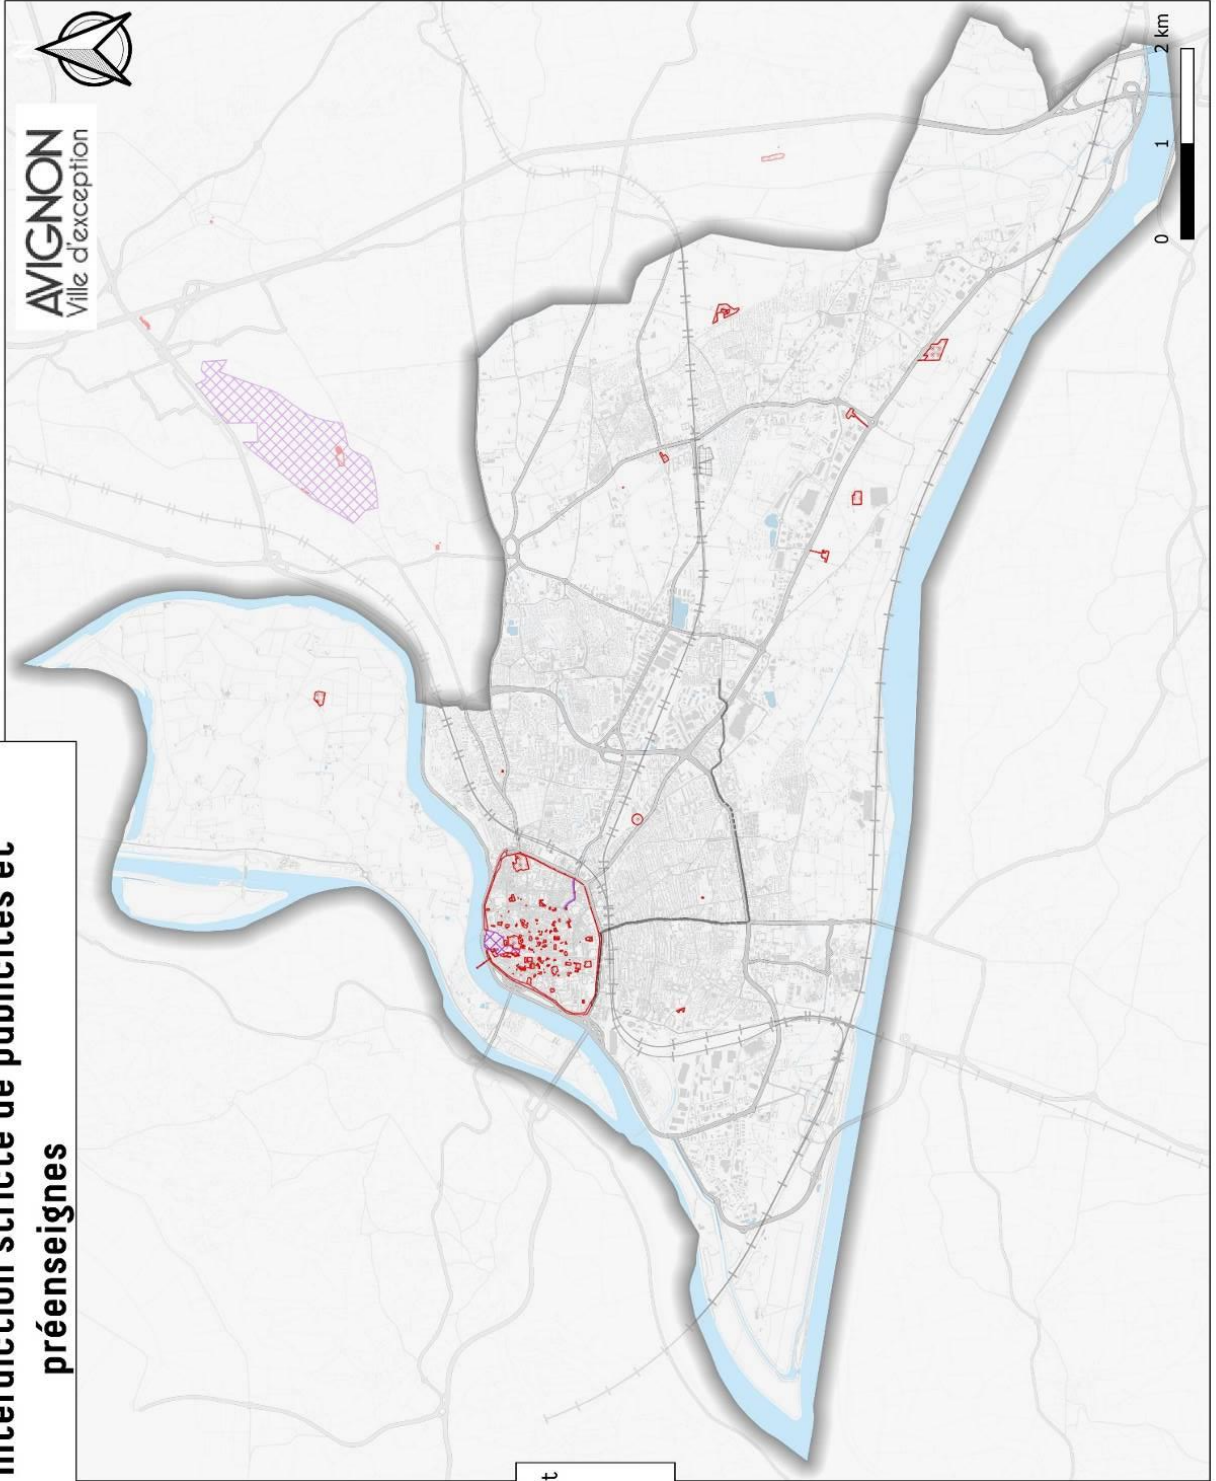 Interdiction stricte de publicités et
préenseignes
AVIGNON
Ville d'exception
0 1 2 km
t